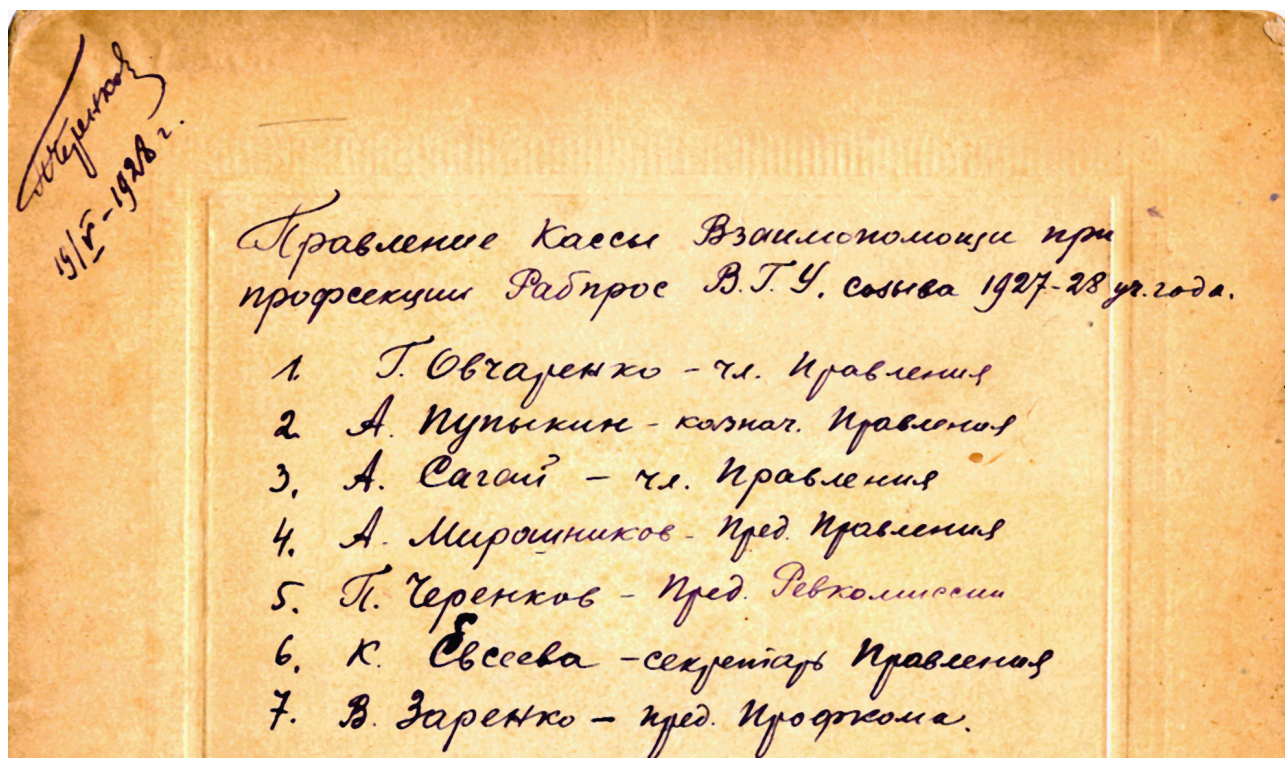 ПЧеренков
19/V-1928 г.
Правление Кассы Взаимопомощи при
профсекции Рабпрос В.Г.У. созыва 1927-28 уч.года.
1. Г. Овчаренко - чл. Правления
2. А. Пупыкин - казнач. Правления
3. А. Сагай - чл. Правления
4. А. Мирошников - Пред. Правления
5. П. Черенков - Пред. Ревкомиссии
6. К. Евсеева - секретарь Правления
7. В. Заренко - пред. Профкома.